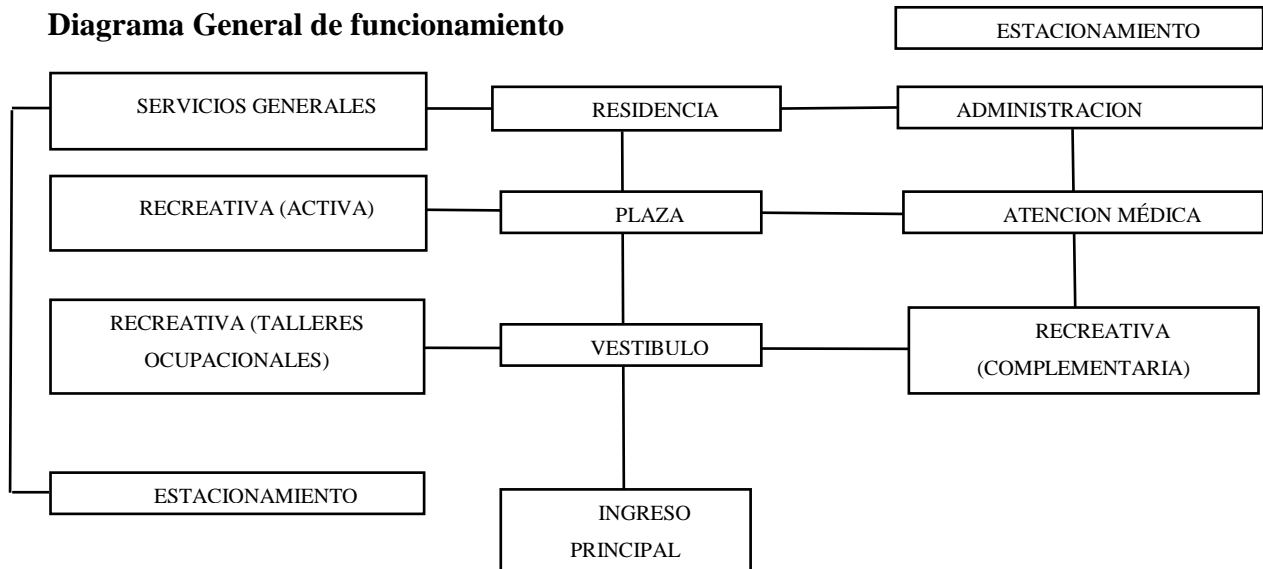 Diagrama General de funcionamiento
ESTACIONAMIENTO
SERVICIOS GENERALES
RESIDENCIA
ADMINISTRACION
RECREATIVA (ACTIVA)
PLAZA
ATENCION MÉDICA
RECREATIVA (TALLERES
OCUPACIONALES)
VESTIBULO
RECREATIVA
(COMPLEMENTARIA)
ESTACIONAMIENTO
INGRESO
PRINCIPAL